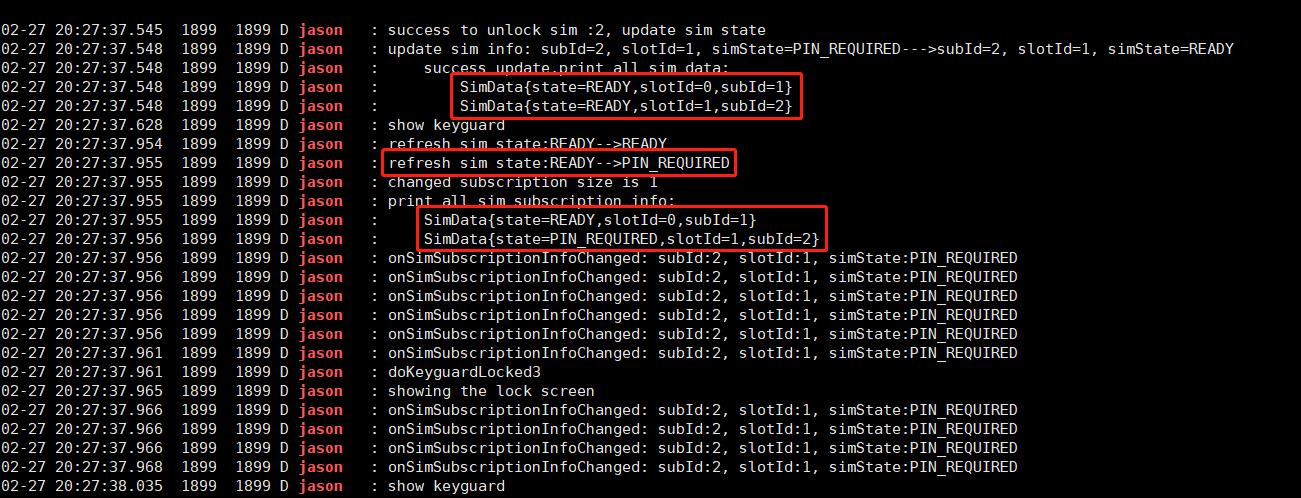 02-27 20:27:37.545  1899  1899 D jason   : success to unlock sim :2, update sim state
02-27 20:27:37.548  1899  1899 D jason   : update sim info: subId=2, slotId=1, simState=PIN_REQUIRED--->subId=2, slotId=1, simState=READY
02-27 20:27:37.548  1899  1899 D jason   :     success update,print all sim data:
02-27 20:27:37.548  1899  1899 D jason   :         SimData{state=READY,slotId=0,subId=1}
02-27 20:27:37.548  1899  1899 D jason   :         SimData{state=READY,slotId=1,subId=2}
02-27 20:27:37.628  1899  1899 D jason   : show keyguard
02-27 20:27:37.954  1899  1899 D jason   : refresh sim state:READY-->READY
02-27 20:27:37.955  1899  1899 D jason   : refresh sim state:READY-->PIN_REQUIRED
02-27 20:27:37.955  1899  1899 D jason   : changed subscription size is 1
02-27 20:27:37.955  1899  1899 D jason   : print all sim subscription info:
02-27 20:27:37.955  1899  1899 D jason   :     SimData{state=READY,slotId=0,subId=1}
02-27 20:27:37.956  1899  1899 D jason   :     SimData{state=PIN_REQUIRED,slotId=1,subId=2}
02-27 20:27:37.956  1899  1899 D jason   : onSimSubscriptionInfoChanged: subId:2, slotId:1, simState:PIN_REQUIRED
02-27 20:27:37.956  1899  1899 D jason   : onSimSubscriptionInfoChanged: subId:2, slotId:1, simState:PIN_REQUIRED
02-27 20:27:37.956  1899  1899 D jason   : onSimSubscriptionInfoChanged: subId:2, slotId:1, simState:PIN_REQUIRED
02-27 20:27:37.956  1899  1899 D jason   : onSimSubscriptionInfoChanged: subId:2, slotId:1, simState:PIN_REQUIRED
02-27 20:27:37.956  1899  1899 D jason   : onSimSubscriptionInfoChanged: subId:2, slotId:1, simState:PIN_REQUIRED
02-27 20:27:37.961  1899  1899 D jason   : onSimSubscriptionInfoChanged: subId:2, slotId:1, simState:PIN_REQUIRED
02-27 20:27:37.961  1899  1899 D jason   : doKeyguardLocked3
02-27 20:27:37.965  1899  1899 D jason   : showing the lock screen
02-27 20:27:37.966  1899  1899 D jason   : onSimSubscriptionInfoChanged: subId:2, slotId:1, simState:PIN_REQUIRED
02-27 20:27:37.966  1899  1899 D jason   : onSimSubscriptionInfoChanged: subId:2, slotId:1, simState:PIN_REQUIRED
02-27 20:27:37.966  1899  1899 D jason   : onSimSubscriptionInfoChanged: subId:2, slotId:1, simState:PIN_REQUIRED
02-27 20:27:37.968  1899  1899 D jason   : onSimSubscriptionInfoChanged: subId:2, slotId:1, simState:PIN_REQUIRED
02-27 20:27:38.035  1899  1899 D jason   : show keyguard